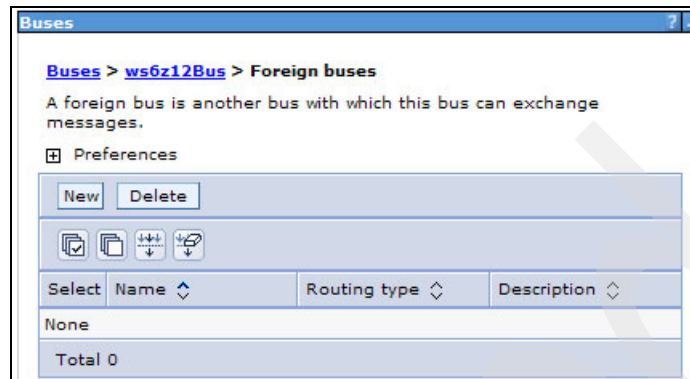 Buses ?
Buses > ws6z12Bus > Foreign buses
A foreign bus is another bus with which this bus can exchange
messages.
Preferences
New Delete
Select Name Routing type Description
None
Total 0